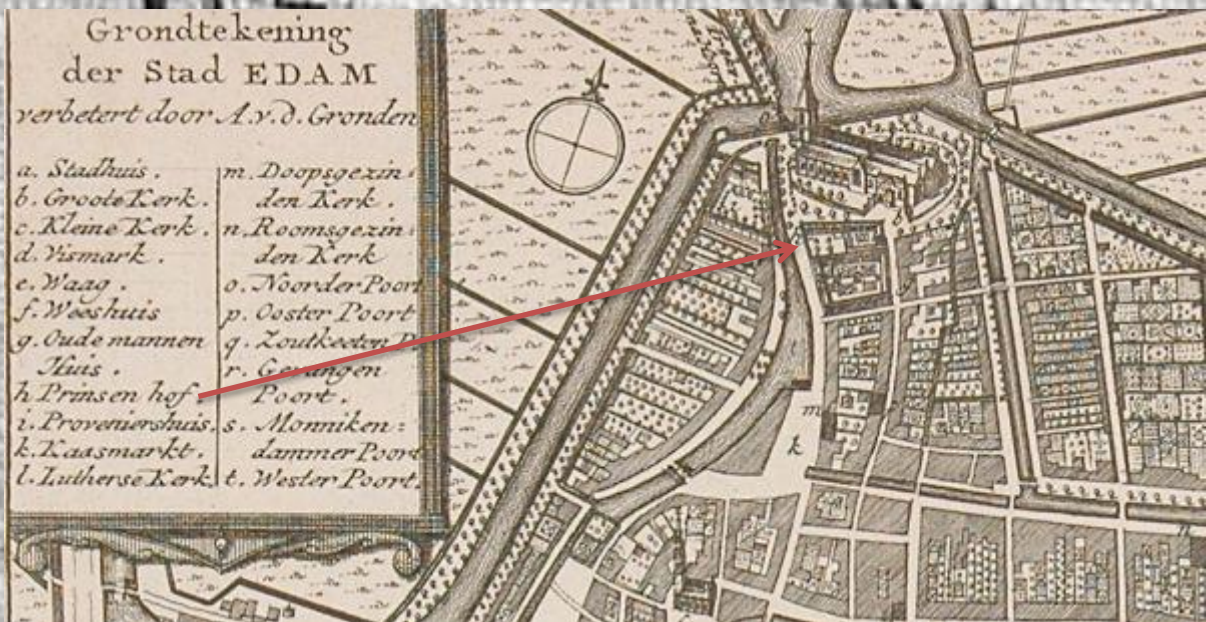 Grondtekening
der Stad EDAM
verbetert door A.v.d. Gronden
a. Stadhuis.
b. Groote Kerk.
c. Kleine Kerk.
d. Vismark.
e. Waag.
f. Weeshuis
g. Oude mannen
Huis.
h. Prinsen hof.
i. Proveniershuis.
k. Kaasmarkt.
l. Lutherse Kerk.
m. Doopsgezin=
den Kerk.
n. Roomsgezin=
den Kerk
o. Noorder Poort
p. Ooster Poort
q. Zoutkeeten P.
r. Gevangen
Poort.
s. Monniken=
dammer Poort
t. Wester Poort.
b
m
k